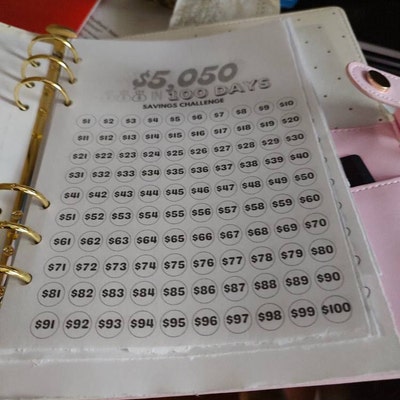 $5,050
IN 100 DAYS
SAVINGS CHALLENGE
$1 $2 $3 $4 $5 $6 $7 $8 $9 $10
$11 $12 $13 $14 $15 $16 $17 $18 $19 $20
$21 $22 $23 $24 $25 $26 $27 $28 $29 $30
$31 $32 $33 $34 $35 $36 $37 $38 $39 $40
$41 $42 $43 $44 $45 $46 $47 $48 $49 $50
$51 $52 $53 $54 $55 $56 $57 $58 $59 $60
$61 $62 $63 $64 $65 $66 $67 $68 $69 $70
$71 $72 $73 $74 $75 $76 $77 $78 $79 $80
$81 $82 $83 $84 $85 $86 $87 $88 $89 $90
$91 $92 $93 $94 $95 $96 $97 $98 $99 $100